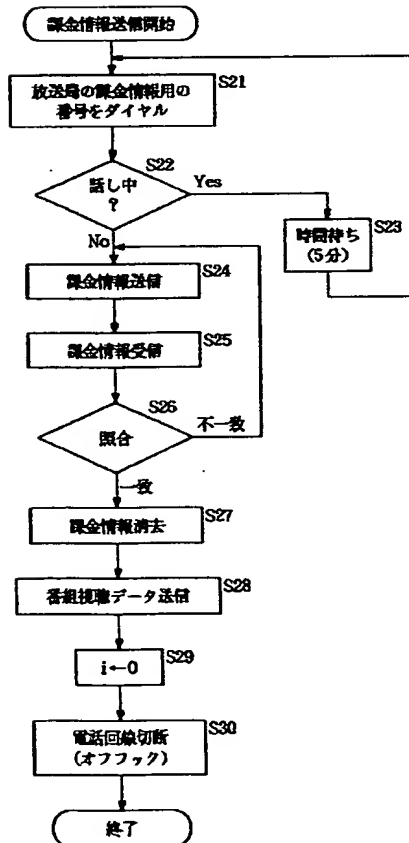 課金情報送信開始
S21
放送局の課金情報用の
番号をダイヤル
S22
話し中
?
Yes
No
S23
時間待ち
(5分)
S24
課金情報送信
S25
課金情報受信
S26
照合
不一致
一致
S27
課金情報消去
S28
番組視聴データ送信
S29
i←0
S30
電話回線切断
(オフフック)
終了